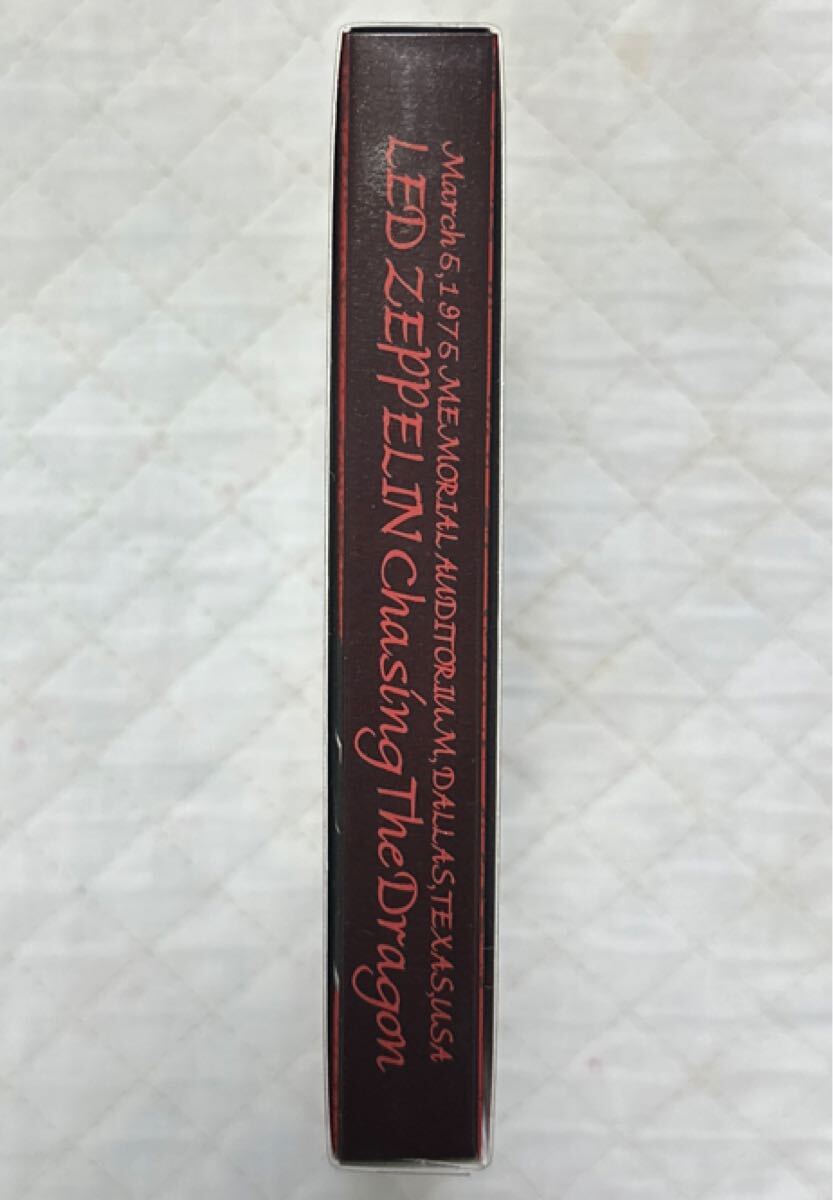 March 5, 1975 MEMORIAL AUDITORIUM, DALLAS, TEXAS, USA
LED ZEPPELIN Chasing The Dragon